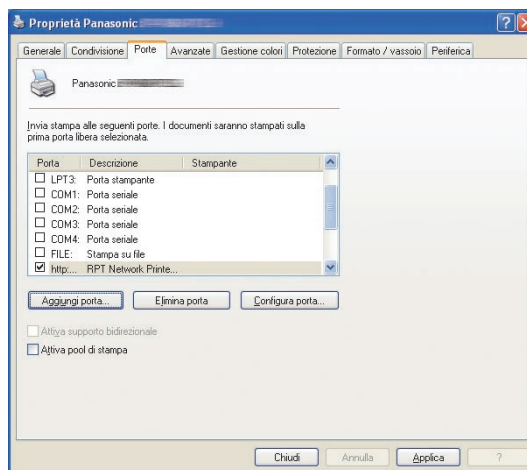 Proprietà Panasonic
Generale Condivisione Porte Avanzate Gestione colori Protezione Formato / vassoio Periferica
Panasonic
Invia stampa alle seguenti porte. I documenti saranno stampati sulla
prima porta libera selezionata.
Porta Descrizione Stampante
LPT3: Porta stampante
COM1: Porta seriale
COM2: Porta seriale
COM3: Porta seriale
COM4: Porta seriale
FILE: Stampa su file
http:... RPT Network Printe...
Aggiungi porta... Elimina porta Configura porta...
Attiva supporto bidirezionale
Attiva pool di stampa
Chiudi Annulla Applica ?